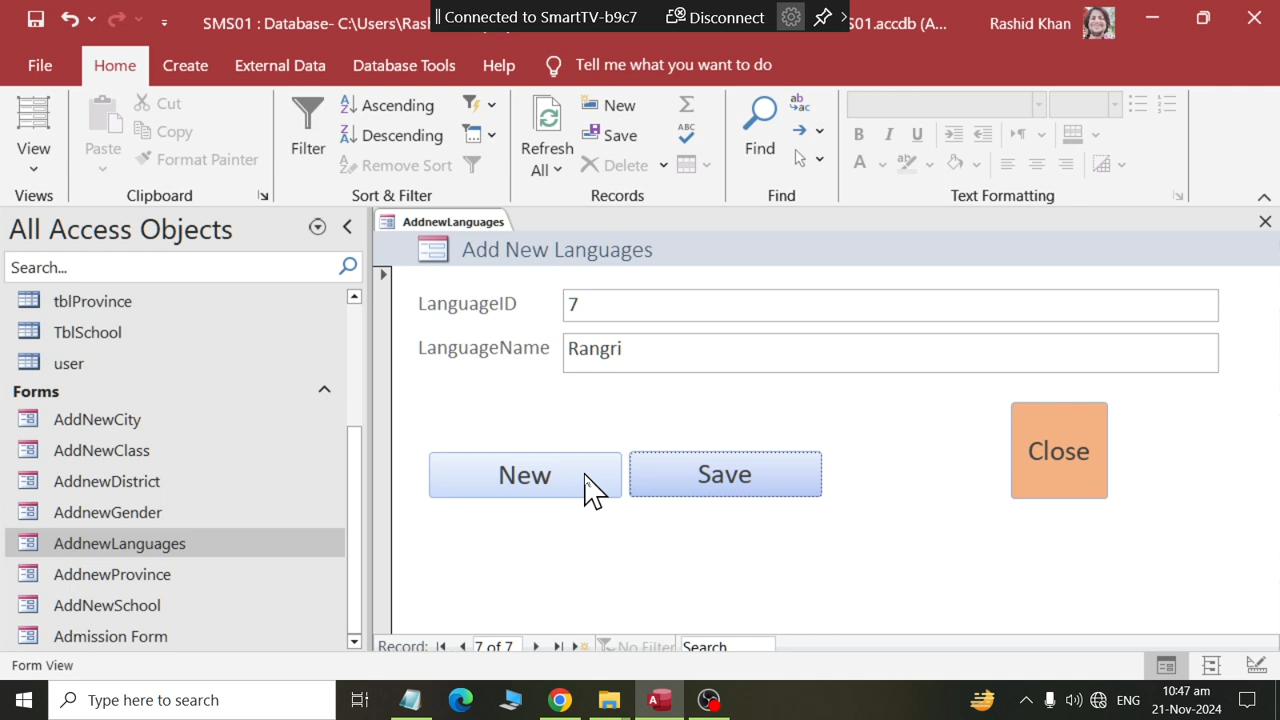 SMS01 : Database- C:\Users\Ras
Connected to SmartTV-b9c7
Disconnect
01.accdb (A...
Rashid Khan
File
Home
Create
External Data
Database Tools
Help
Tell me what you want to do
View
Paste
Cut
Copy
Format Painter
Filter
Ascending
Descending
Remove Sort
Refresh
All
New
Save
Delete
Find
Views
Clipboard
Sort & Filter
Records
Find
Text Formatting
All Access Objects
Search...
tblProvince
TblSchool
user
Forms
AddNewCity
AddNewClass
AddnewDistrict
AddnewGender
AddnewLanguages
AddnewProvince
AddNewSchool
Admission Form
AddnewLanguages
Add New Languages
LanguageID
7
LanguageName
Rangri
New
Save
Close
Record:
7 of 7
No Filter
Search
Form View
Type here to search
ENG
10:47 am
21-Nov-2024